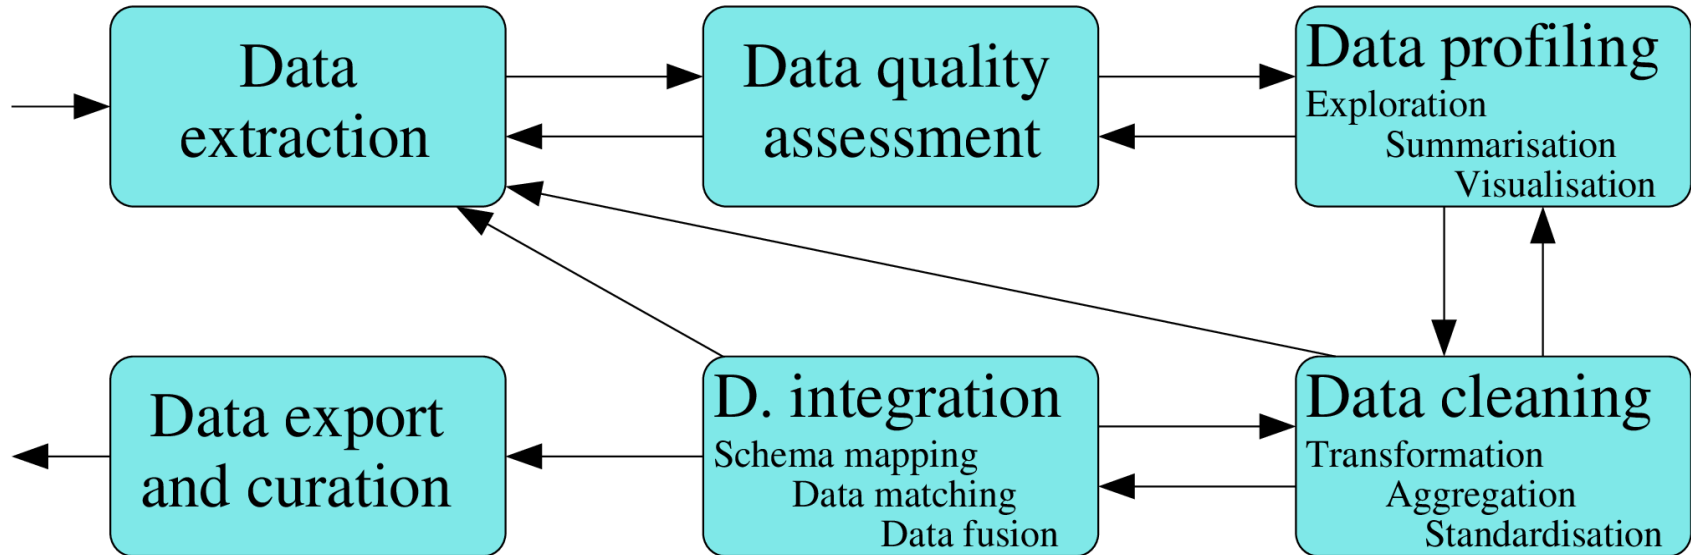 Data
extraction
Data quality
assessment
Data profiling
Exploration
Summarisation
Visualisation
Data export
and curation
D. integration
Schema mapping
Data matching
Data fusion
Data cleaning
Transformation
Aggregation
Standardisation